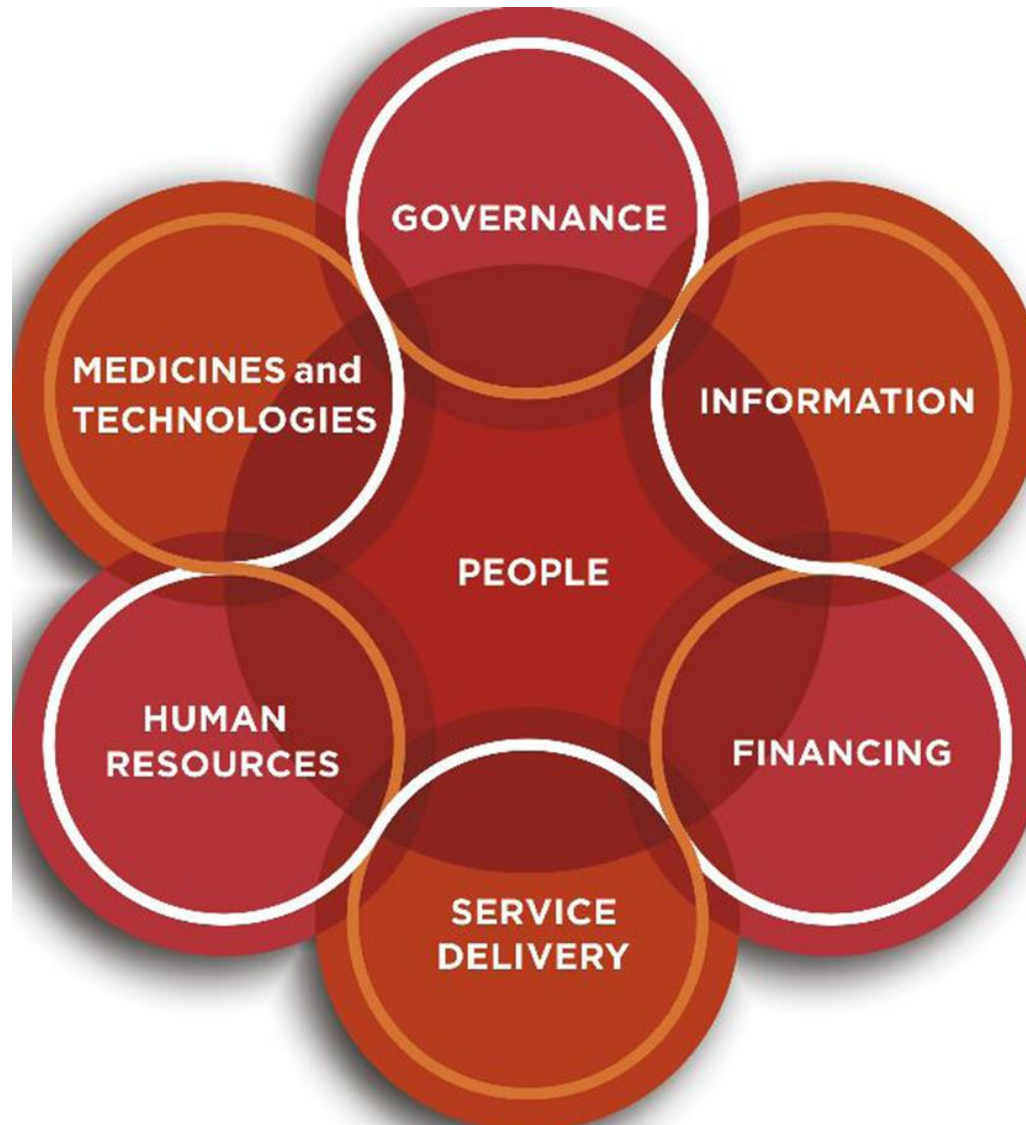 GOVERNANCE
MEDICINES and
TECHNOLOGIES
INFORMATION
PEOPLE
HUMAN
RESOURCES
FINANCING
SERVICE
DELIVERY